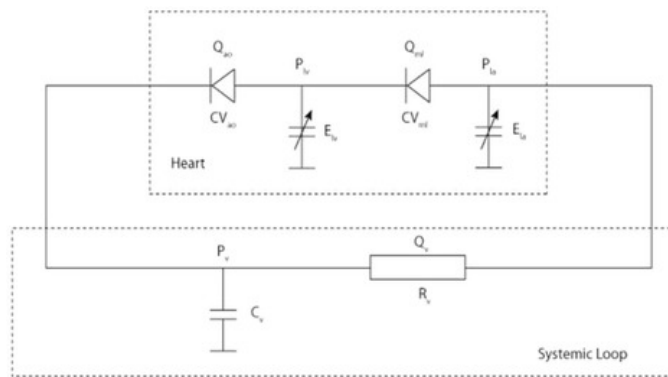 Q_ao P_lv Q_mi P_la
CV_ao E_lv CV_mi E_la
Heart
P_v Q_v
C_v R_v
Systemic Loop